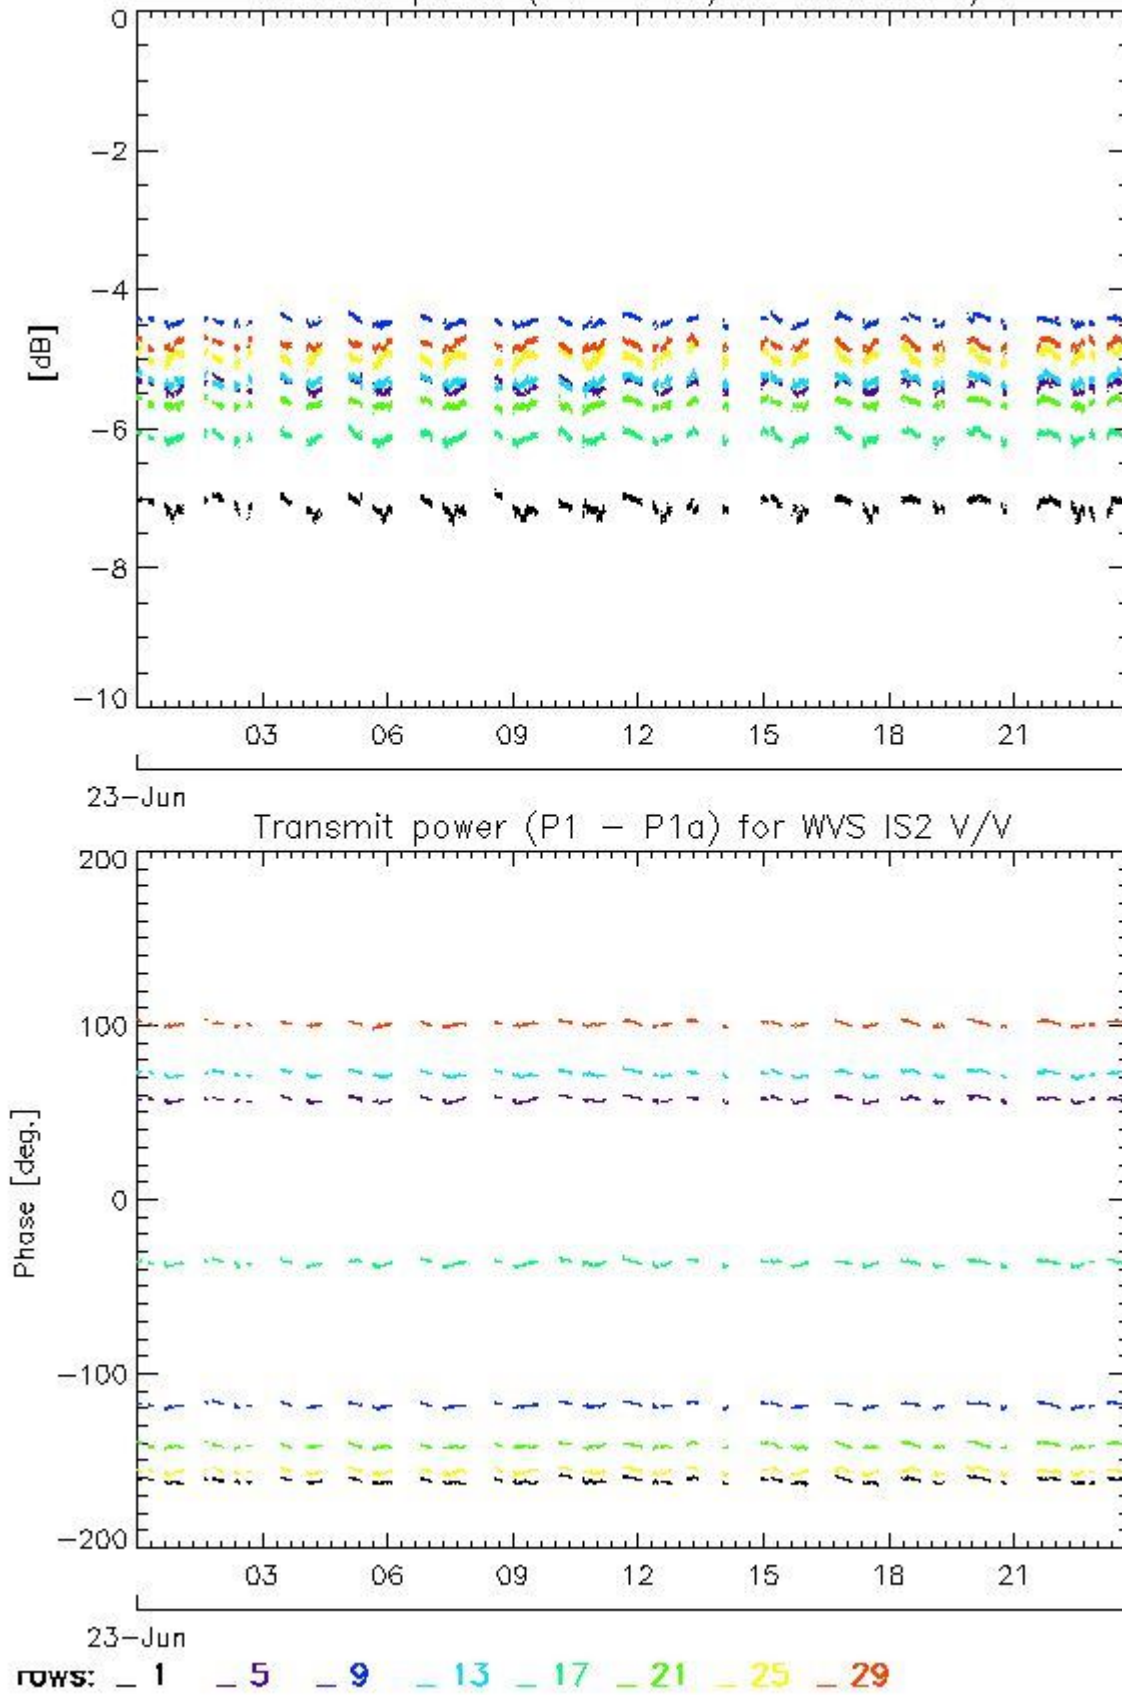 0
-2
-4
[dB]
-6
-8
-10
03 06 09 12 15 18 21
23-Jun
Transmit power (P1 - P1a) for WVS IS2 V/V
200
100
Phase [deg.]
0
-100
-200
03 06 09 12 15 18 21
23-Jun
rows: _ 1 _ 5 _ 9 _ 13 _ 17 _ 21 _ 25 _ 29